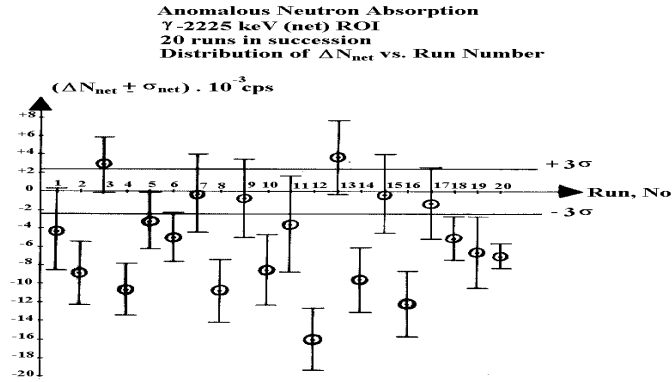 Anomalous Neutron Absorption
γ-2225 keV (net) ROI
20 runs in succession
Distribution of ΔNnet vs. Run Number
(ΔNnet ± σnet) . 10⁻³cps
+8
+6
+4
+2
0
-2
-4
-6
-8
-10
-12
-14
-16
-18
-20
1 2 3 4 5 6 7 8 9 10 11 12 13 14 15 16 17 18 19 20
+ 3σ
Run, No
- 3σ